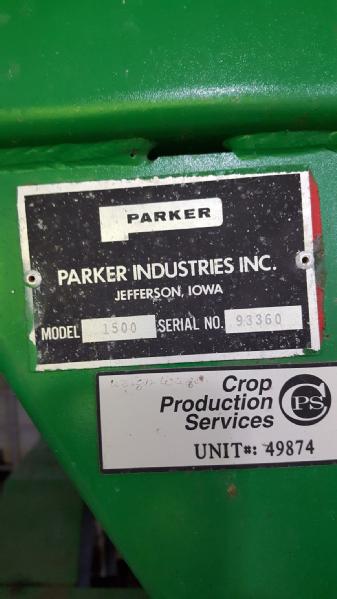 PARKER
PARKER INDUSTRIES INC.
JEFFERSON, IOWA
MODEL 1500 SERIAL NO. 93360
Crop
Production
Services
CPS
UNIT#: 49874